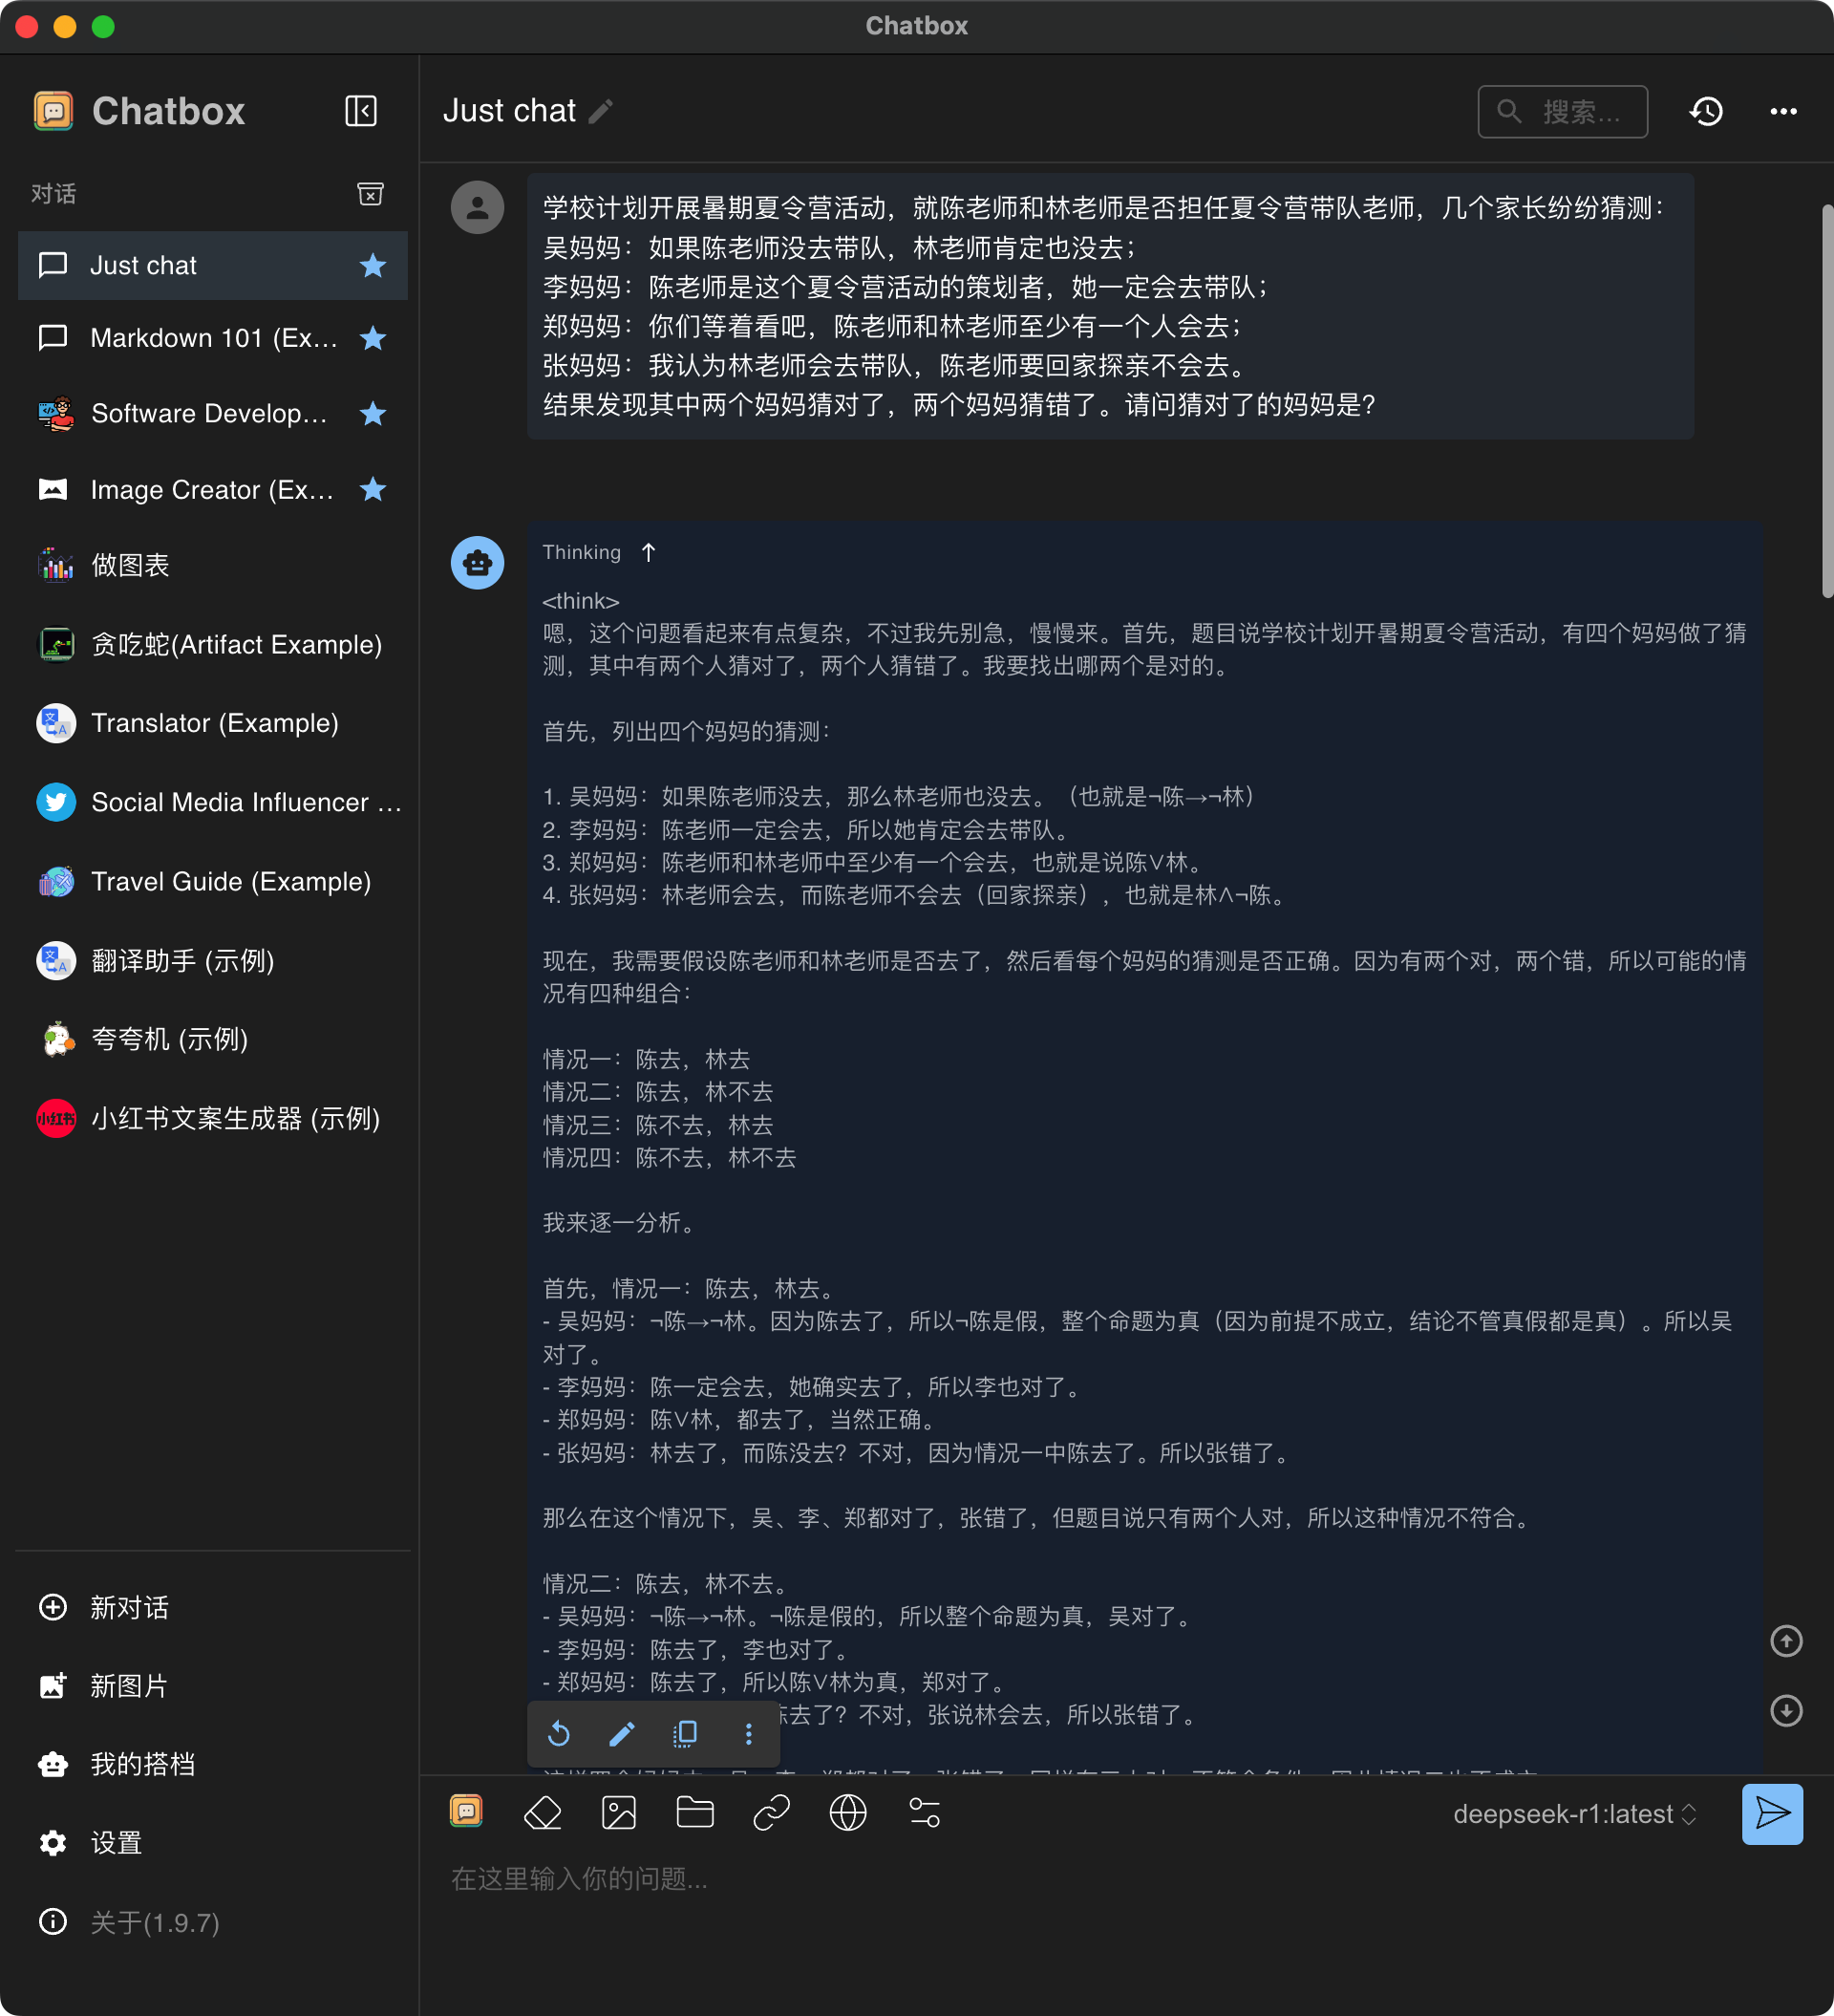 Chatbox
Chatbox
对话
Just chat
Markdown 101 (Ex...
Software Develop...
Image Creator (Ex...
做图表
贪吃蛇(Artifact Example)
Translator (Example)
Social Media Influencer ...
Travel Guide (Example)
翻译助手 (示例)
夸夸机 (示例)
小红书
小红书文案生成器 (示例)
新对话
新图片
我的搭档
设置
关于(1.9.7)
Just chat
搜索...
学校计划开展暑期夏令营活动，就陈老师和林老师是否担任夏令营带队老师，几个家长纷纷猜测：
吴妈妈：如果陈老师没去带队，林老师肯定也没去；
李妈妈：陈老师是这个夏令营活动的策划者，她一定会去带队；
郑妈妈：你们等着看吧，陈老师和林老师至少有一个人会去；
张妈妈：我认为林老师会去带队，陈老师要回家探亲不会去。
结果发现其中两个妈妈猜对了，两个妈妈猜错了。请问猜对了的妈妈是？
Thinking
<think>
嗯，这个问题看起来有点复杂，不过我先别急，慢慢来。首先，题目说学校计划开暑期夏令营活动，有四个妈妈做了猜
测，其中有两个人猜对了，两个人猜错了。我要找出哪两个是对的。
首先，列出四个妈妈的猜测：
1. 吴妈妈：如果陈老师没去，那么林老师也没去。（也就是¬陈→¬林）
2. 李妈妈：陈老师一定会去，所以她肯定会去带队。
3. 郑妈妈：陈老师和林老师中至少有一个会去，也就是说陈∨林。
4. 张妈妈：林老师会去，而陈老师不会去（回家探亲），也就是林∧¬陈。
现在，我需要假设陈老师和林老师是否去了，然后看每个妈妈的猜测是否正确。因为有两个对，两个错，所以可能的情
况有四种组合：
情况一：陈去，林去
情况二：陈去，林不去
情况三：陈不去，林去
情况四：陈不去，林不去
我来逐一分析。
首先，情况一：陈去，林去。
- 吴妈妈：¬陈→¬林。因为陈去了，所以¬陈是假，整个命题为真（因为前提不成立，结论不管真假都是真）。所以吴
对了。
- 李妈妈：陈一定会去，她确实去了，所以李也对了。
- 郑妈妈：陈∨林，都去了，当然正确。
- 张妈妈：林去了，而陈没去？不对，因为情况一中陈去了。所以张错了。
那么在这个情况下，吴、李、郑都对了，张错了，但题目说只有两个人对，所以这种情况不符合。
情况二：陈去，林不去。
- 吴妈妈：¬陈→¬林。¬陈是假的，所以整个命题为真，吴对了。
- 李妈妈：陈去了，李也对了。
- 郑妈妈：陈去了，所以陈∨林为真，郑对了。
去了？不对，张说林会去，所以张错了。
deepseek-r1:latest
在这里输入你的问题...